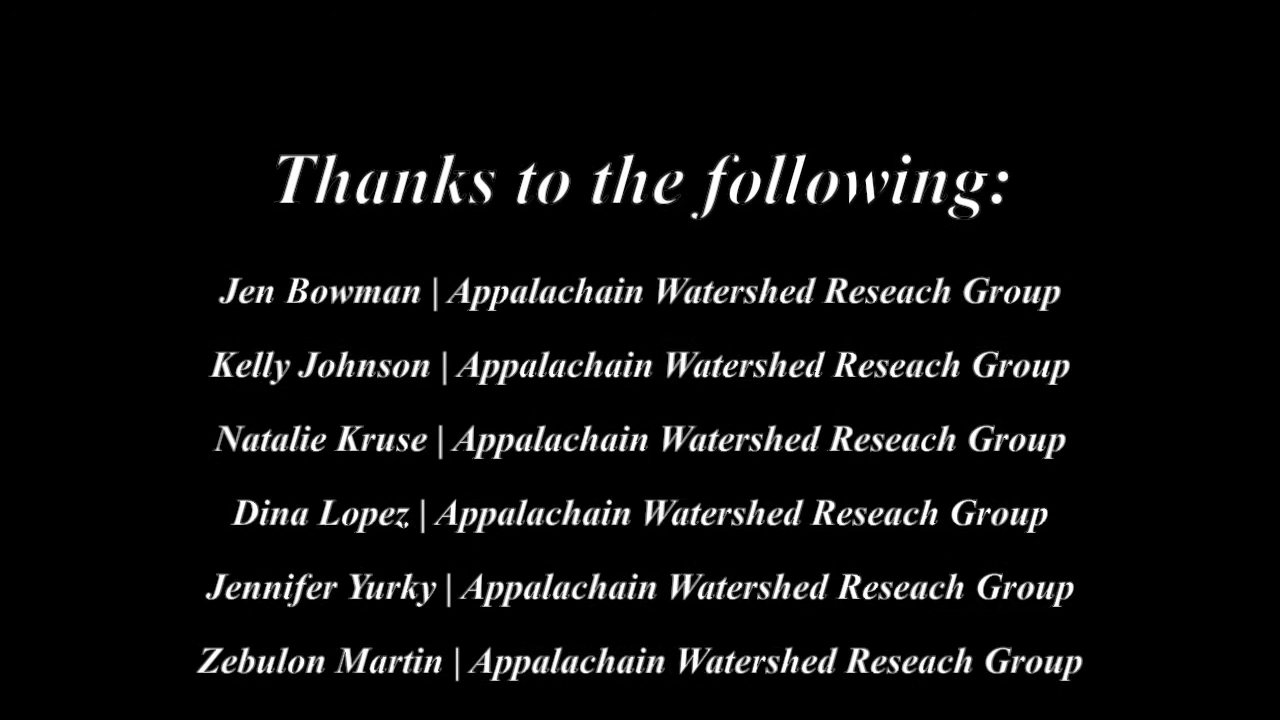 Thanks to the following:
Jen Bowman | Appalachain Watershed Reseach Group
Kelly Johnson | Appalachain Watershed Reseach Group
Natalie Kruse | Appalachain Watershed Reseach Group
Dina Lopez | Appalachain Watershed Reseach Group
Jennifer Yurky | Appalachain Watershed Reseach Group
Zebulon Martin | Appalachain Watershed Reseach Group